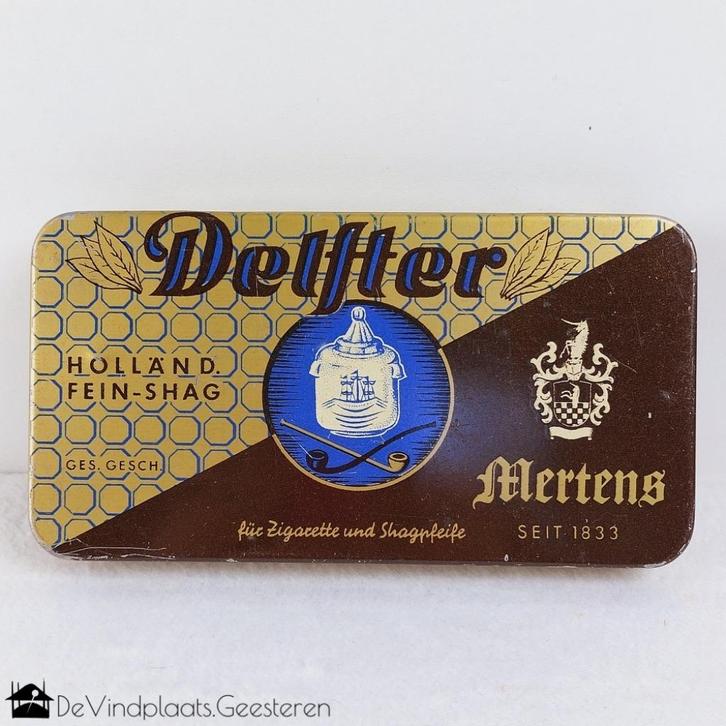 Delfter
HOLLÄND.
FEIN-SHAG
GES. GESCH.
für Zigarette und Shagpfeife
Mertens
SEIT 1833
DeVindplaats.Geesteren